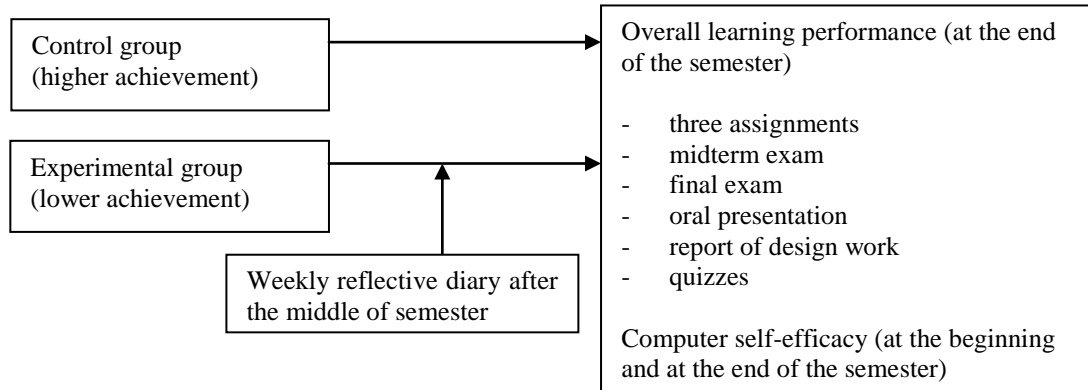 Control group
(higher achievement)
Experimental group
(lower achievement)
Weekly reflective diary after
the middle of semester
Overall learning performance (at the end
of the semester)
- three assignments
- midterm exam
- final exam
- oral presentation
- report of design work
- quizzes
Computer self-efficacy (at the beginning
and at the end of the semester)